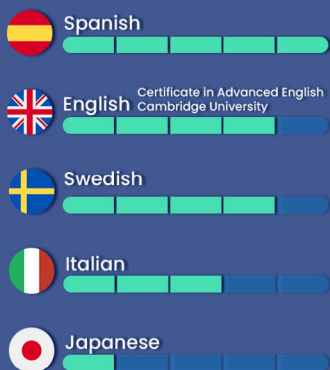 Spanish
Certificate in Advanced English
English Cambridge University
Swedish
Italian
Japanese